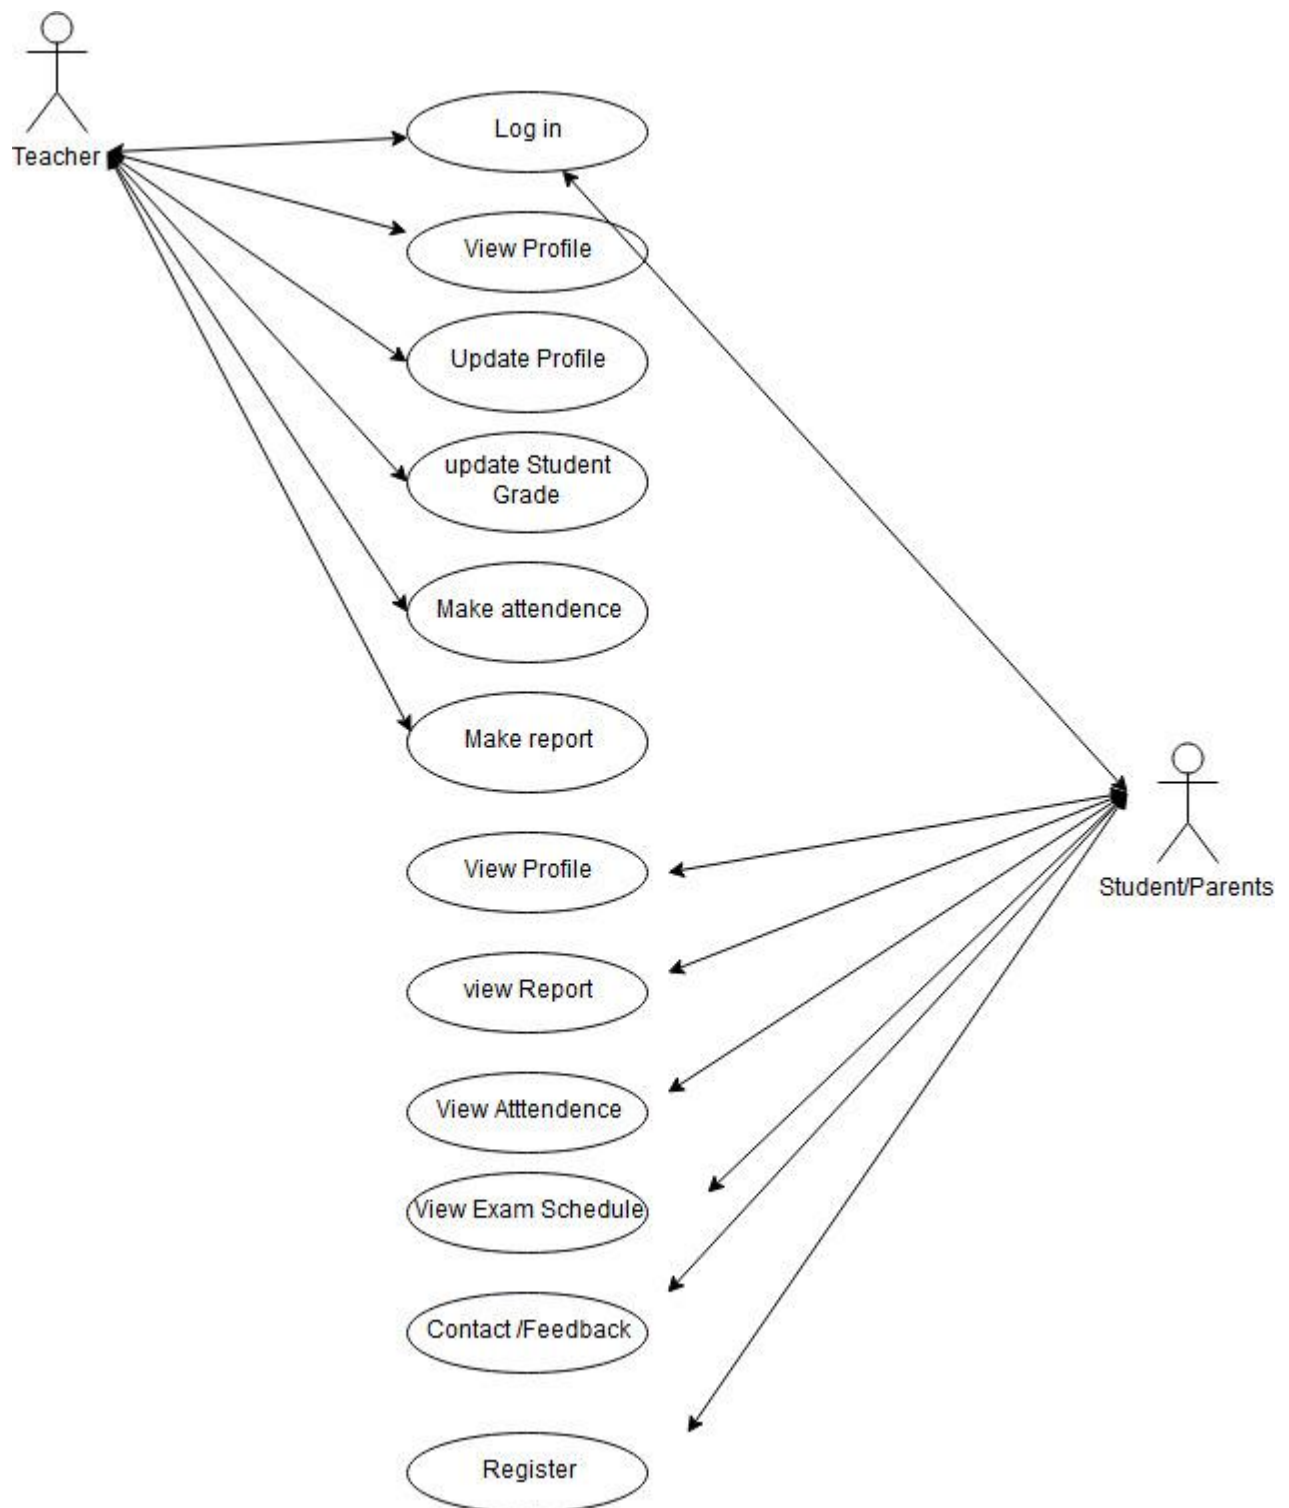 Log in
Teacher
View Profile
Update Profile
update Student
Grade
Make attendence
Make report
View Profile
Student/Parents
view Report
View Atttendence
View Exam Schedule
Contact /Feedback
Register